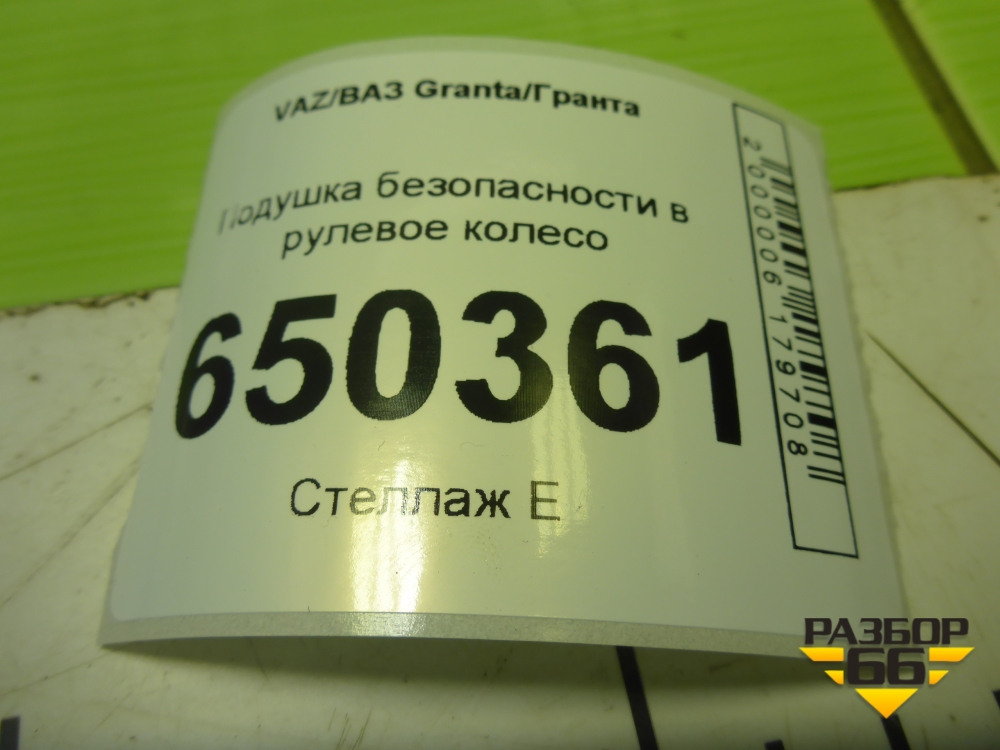 VAZ/ВАЗ Granta/Гранта
Подушка безопасности в
рулевое колесо
650361
Стеллаж Е
2000006179708
РАЗБОР
66